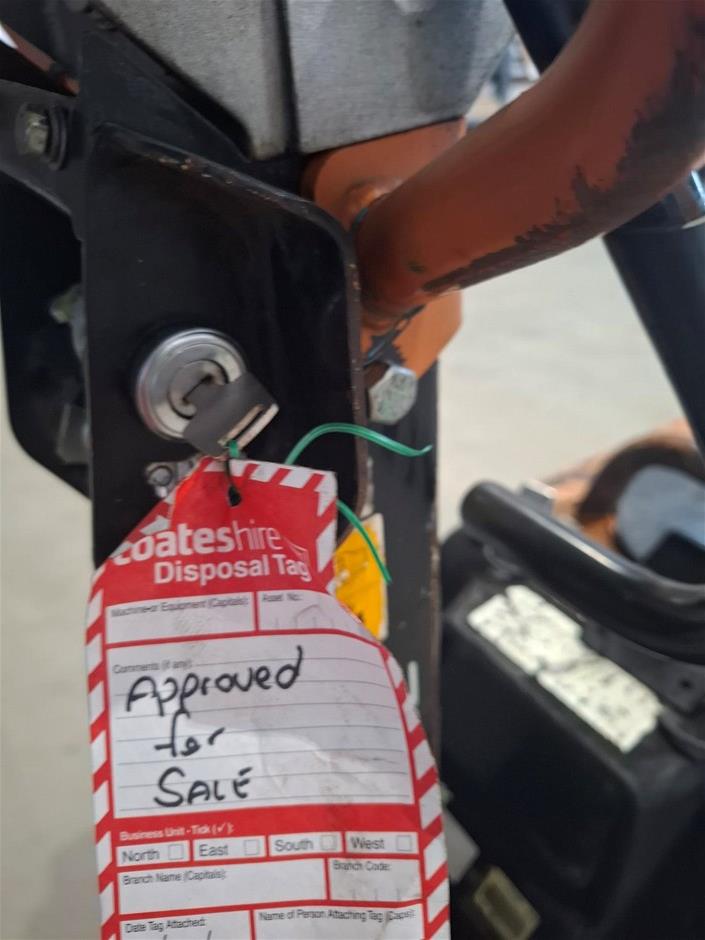 coateshire
Disposal Tag
Machine or Equipment (Capitals):
Asset No.:
Comments (if any):
Approved
for
SALE
Business Unit - Tick (✓):
North East South West
Branch Name (Capitals):
Branch Code:
Date Tag Attached:
Name of Person Attaching Tag (Caps):